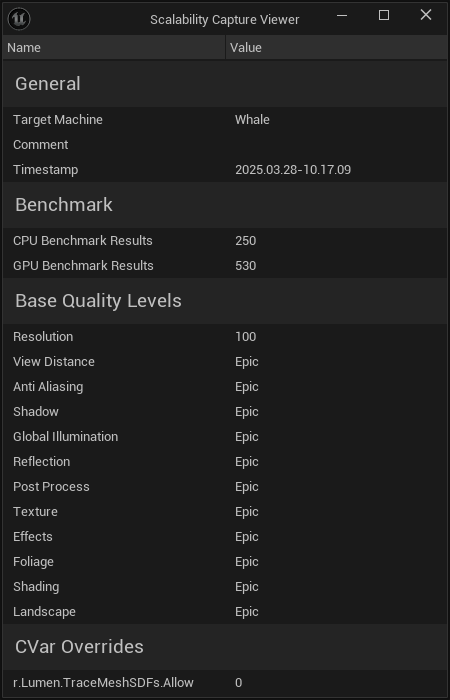 Scalability Capture Viewer
Name Value
General
Target Machine Whale
Comment
Timestamp 2025.03.28-10.17.09
Benchmark
CPU Benchmark Results 250
GPU Benchmark Results 530
Base Quality Levels
Resolution 100
View Distance Epic
Anti Aliasing Epic
Shadow Epic
Global Illumination Epic
Reflection Epic
Post Process Epic
Texture Epic
Effects Epic
Foliage Epic
Shading Epic
Landscape Epic
CVar Overrides
r.Lumen.TraceMeshSDFs.Allow 0